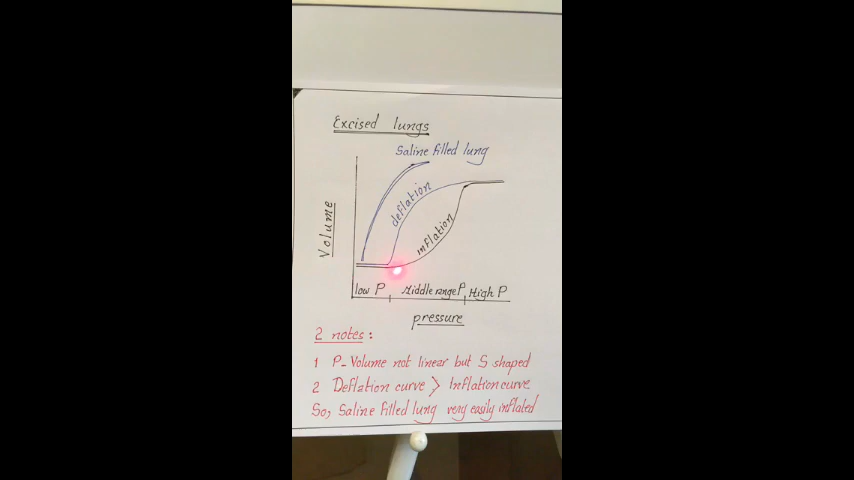 Excised lungs
Saline filled lung
deflation
inflation
Volume
low P Middle range P High P
pressure
2 notes:
1 P-Volume not linear but S shaped
2 Deflation curve > Inflation curve
So, Saline filled lung very easily inflated